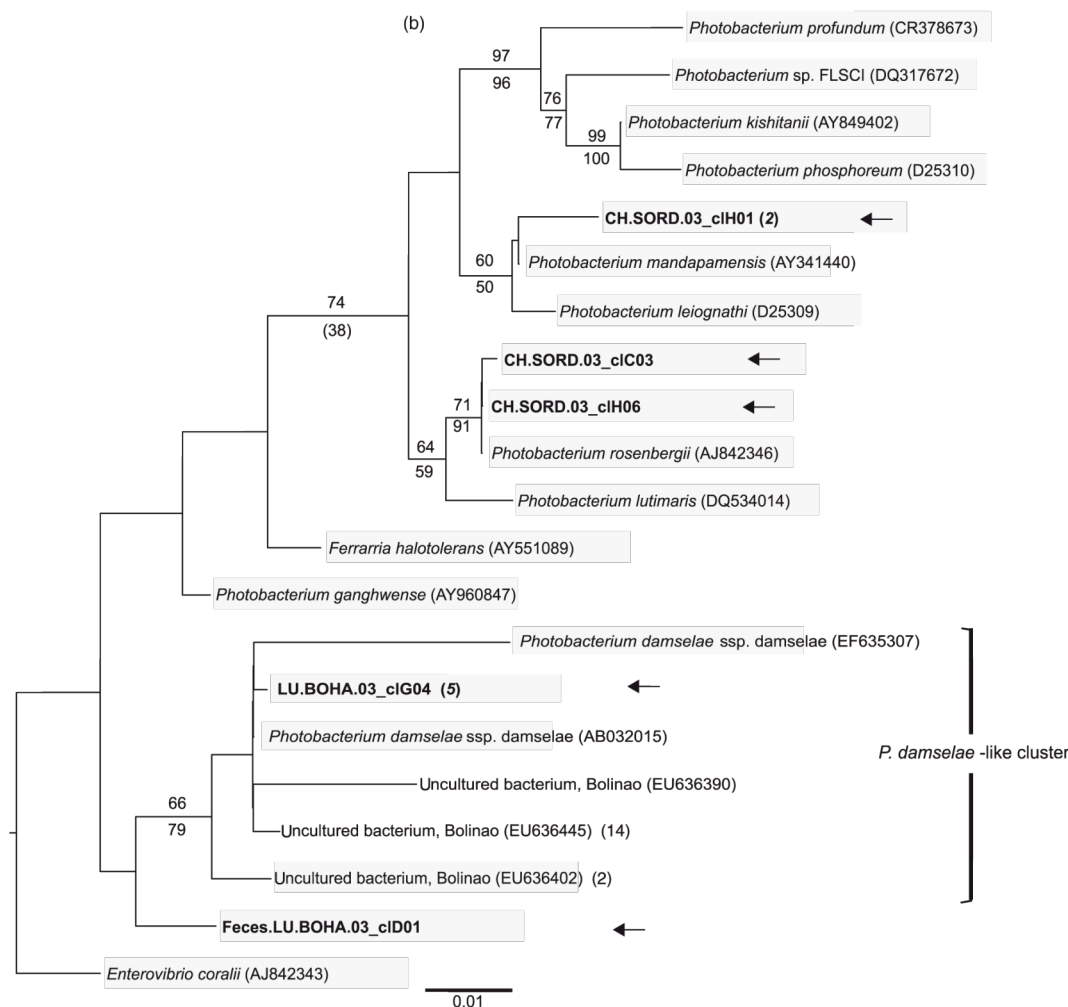 (b)
Photobacterium profundum (CR378673)
97
96
Photobacterium sp. FLSCI (DQ317672)
76
77
Photobacterium kishitanii (AY849402)
99
100
Photobacterium phosphoreum (D25310)
CH.SORD.03_clH01 (2)
Photobacterium mandapamensis (AY341440)
60
50
Photobacterium leiognathi (D25309)
74
(38)
CH.SORD.03_clC03
CH.SORD.03_clH06
71
91
Photobacterium rosenbergii (AJ842346)
64
59
Photobacterium lutimaris (DQ534014)
Ferrarria halotolerans (AY551089)
Photobacterium ganghwense (AY960847)
Photobacterium damselae ssp. damselae (EF635307)
LU.BOHA.03_clG04 (5)
Photobacterium damselae ssp. damselae (AB032015)
P. damselae -like cluster
Uncultured bacterium, Bolinao (EU636390)
66
79
Uncultured bacterium, Bolinao (EU636445) (14)
Uncultured bacterium, Bolinao (EU636402) (2)
Feces.LU.BOHA.03_clD01
Enterovibrio coralii (AJ842343)
0.01